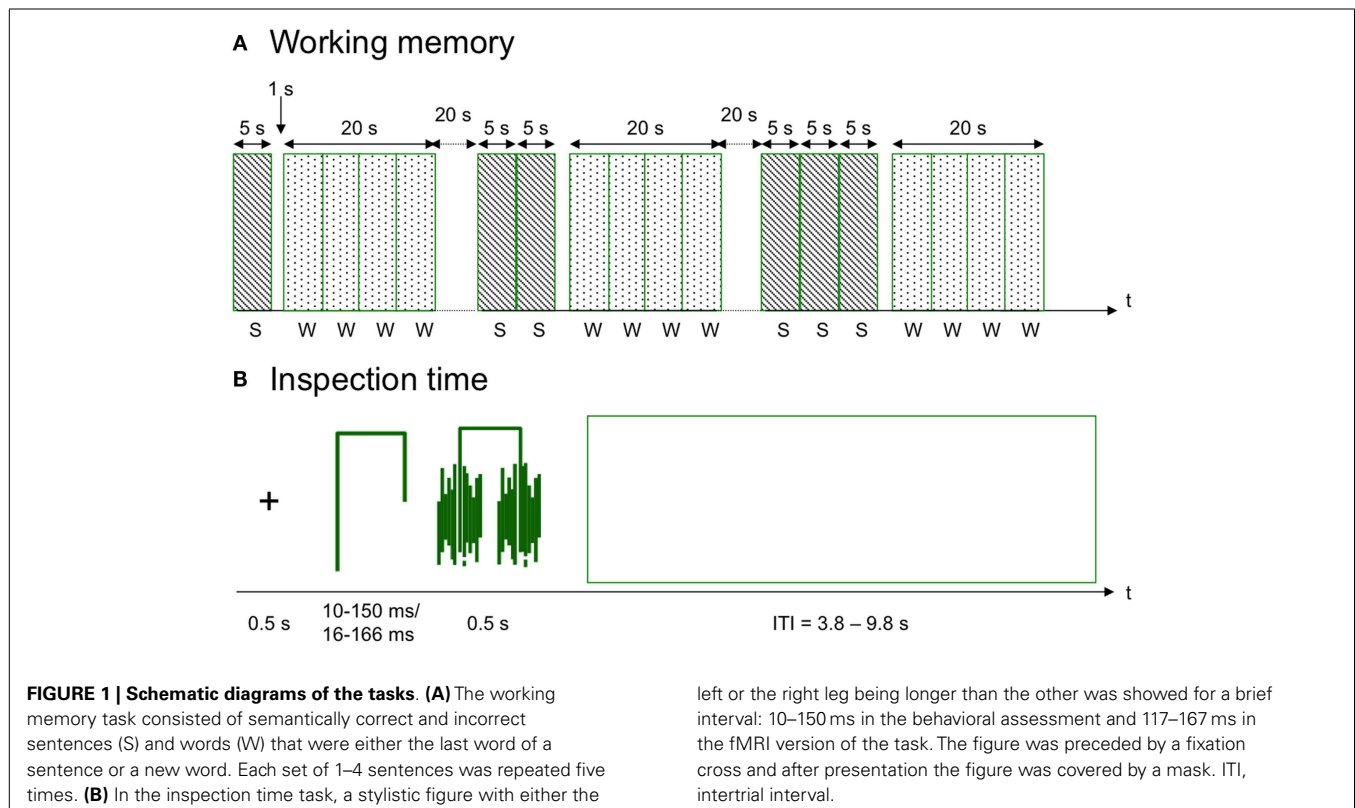 A Working memory
1 s
5 s 20 s 20 s 5 s 5 s 20 s 20 s 5 s 5 s 5 s 20 s
t
S W W W W S S W W W W S S S W W W W
B Inspection time
+
t
0.5 s 10-150 ms/ 0.5 s ITI = 3.8 – 9.8 s
16-166 ms
FIGURE 1 | Schematic diagrams of the tasks. (A) The working
memory task consisted of semantically correct and incorrect
sentences (S) and words (W) that were either the last word of a
sentence or a new word. Each set of 1–4 sentences was repeated five
times. (B) In the inspection time task, a stylistic figure with either the
left or the right leg being longer than the other was showed for a brief
interval: 10–150 ms in the behavioral assessment and 117–167 ms in
the fMRI version of the task. The figure was preceded by a fixation
cross and after presentation the figure was covered by a mask. ITI,
intertrial interval.